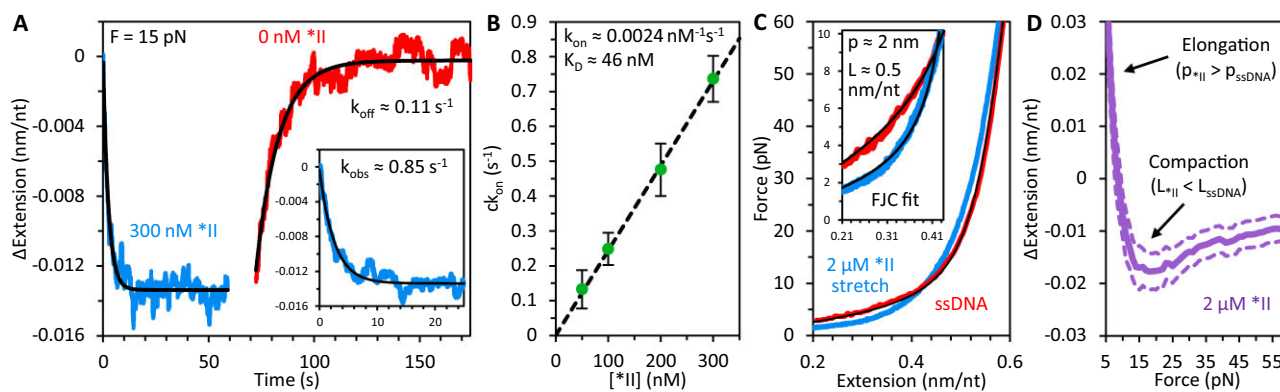 A
F = 15 pN
0 nM *II
k_off ≈ 0.11 s⁻¹
300 nM *II
k_obs ≈ 0.85 s⁻¹
0
-0.004
-0.008
-0.012
-0.016
0
10
20
0
-0.004
-0.008
-0.012
-0.016
0
50
100
150
ΔExtension (nm/nt)
Time (s)
B
k_on ≈ 0.0024 nM⁻¹s⁻¹
K_D ≈ 46 nM
0.9
0.8
0.7
0.6
0.5
0.4
0.3
0.2
0.1
0
0
100
200
300
ck_on (s⁻¹)
[*II] (nM)
C
p ≈ 2 nm
L ≈ 0.5
nm/nt
FJC fit
10
8
6
4
2
0
0.21
0.31
0.41
2 μM *II
stretch
ssDNA
60
50
40
30
20
10
0
0.2
0.4
0.6
Force (pN)
Extension (nm/nt)
D
Elongation
(p_*II > p_ssDNA)
Compaction
(L_*II < L_ssDNA)
2 μM *II
0.03
0.02
0.01
0
-0.01
-0.02
-0.03
5
15
25
35
45
55
ΔExtension (nm/nt)
Force (pN)